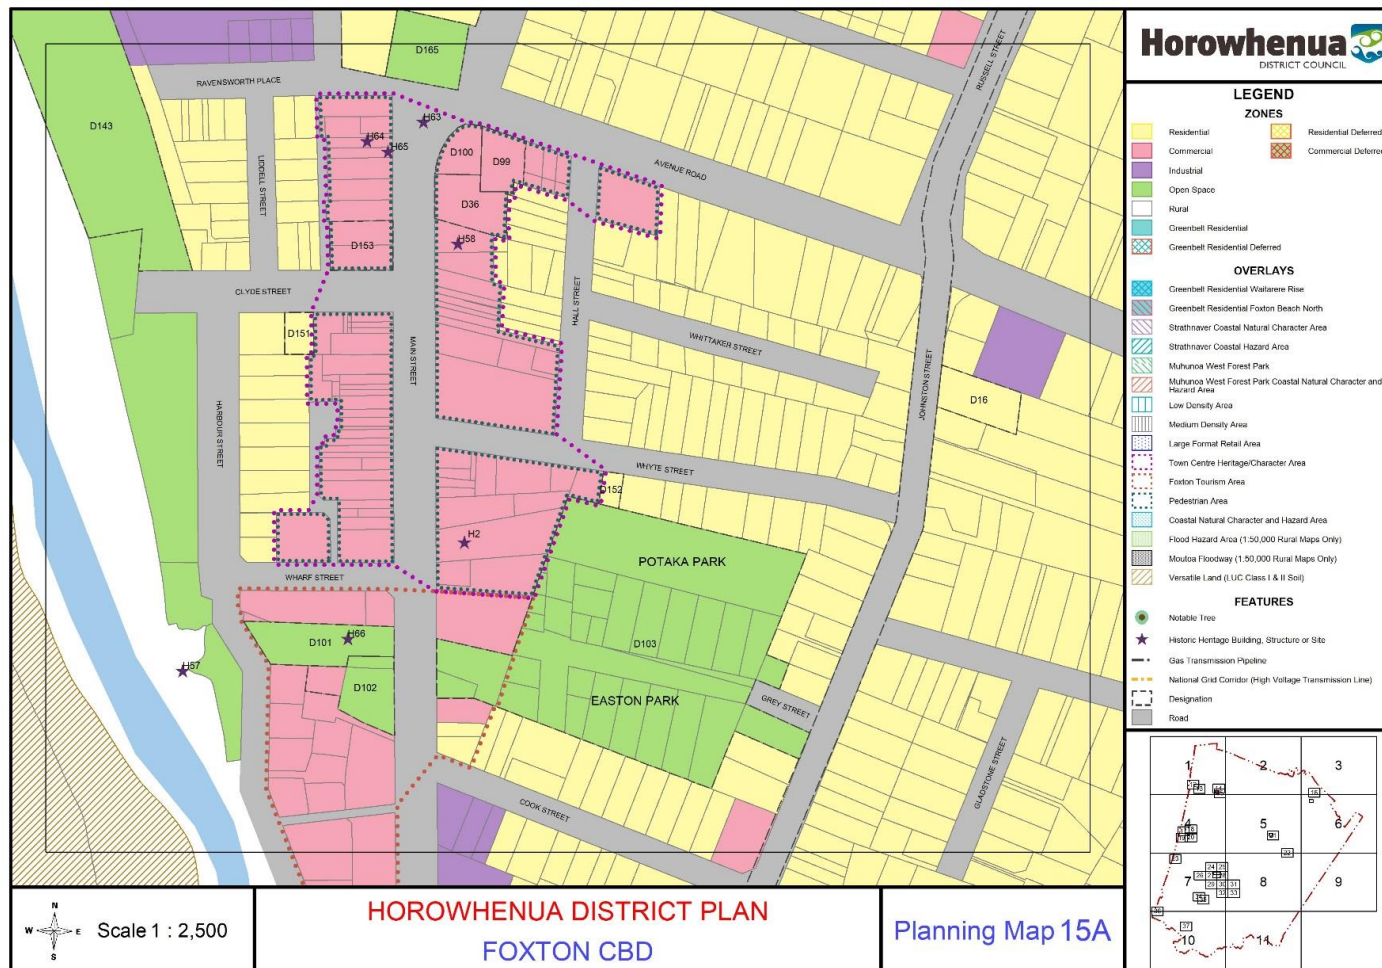 D165
RAVENSWORTH PLACE
D143
H63
H64
H65
D100
D99
AVENUE ROAD
RUSSELL STREET
LIDDELL STREET
D36
H58
D153
CLYDE STREET
HALL STREET
D151
MAIN STREET
WHITTAKER STREET
JOHNSTON STREET
D16
HARBOUR STREET
WHYTE STREET
D152
H2
POTAKA PARK
WHARF STREET
D101
H66
D103
H67
D102
EASTON PARK
GREY STREET
GLADSTONE STREET
COOK STREET
Horowhenua
DISTRICT COUNCIL
LEGEND
ZONES
Residential
Residential Deferred
Commercial
Commercial Deferred
Industrial
Open Space
Rural
Greenbelt Residential
Greenbelt Residential Deferred
OVERLAYS
Greenbelt Residential Waitarere Rise
Greenbelt Residential Foxton Beach North
Strathnaver Coastal Natural Character Area
Strathnaver Coastal Hazard Area
Muhunoa West Forest Park
Muhunoa West Forest Park Coastal Natural Character and
Hazard Area
Low Density Area
Medium Density Area
Large Format Retail Area
Town Centre Heritage/Character Area
Foxton Tourism Area
Pedestrian Area
Coastal Natural Character and Hazard Area
Flood Hazard Area (1:50,000 Rural Maps Only)
Moutoa Floodway (1:50,000 Rural Maps Only)
Versatile Land (LUC Class I & II Soil)
FEATURES
Notable Tree
Historic Heritage Building, Structure or Site
Gas Transmission Pipeline
National Grid Corridor (High Voltage Transmission Line)
Designation
Road
1 2 3
4 5 6
7 8 9
10 11
N
W E
S
Scale 1 : 2,500
HOROWHENUA DISTRICT PLAN
FOXTON CBD
Planning Map 15A